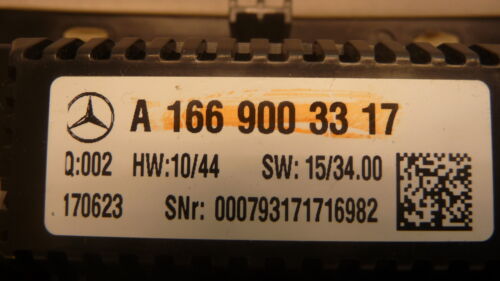 A 166 900 33 17
Q:002 HW:10/44 SW: 15/34.00
170623 SNr: 000793171716982